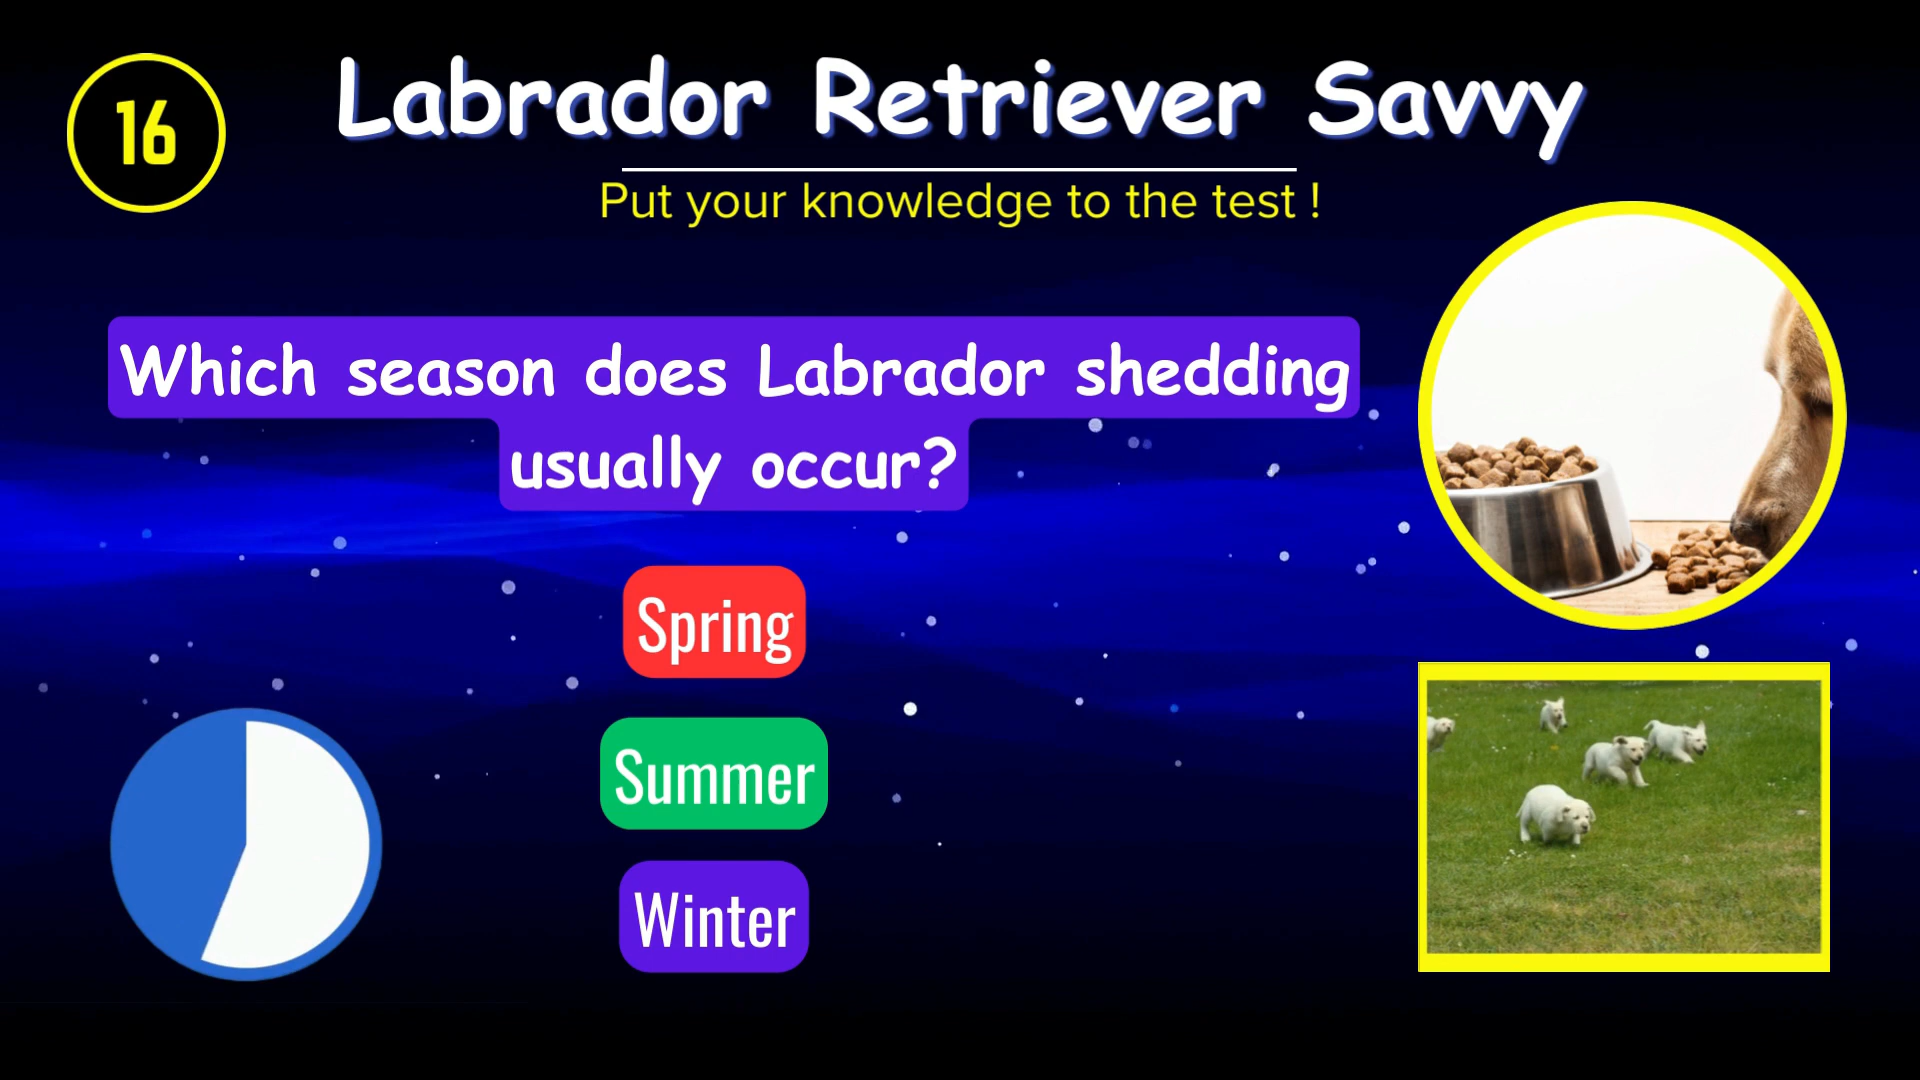 16
Labrador Retriever Savvy
Put your knowledge to the test !
Which season does Labrador shedding
usually occur?
Spring
Summer
Winter